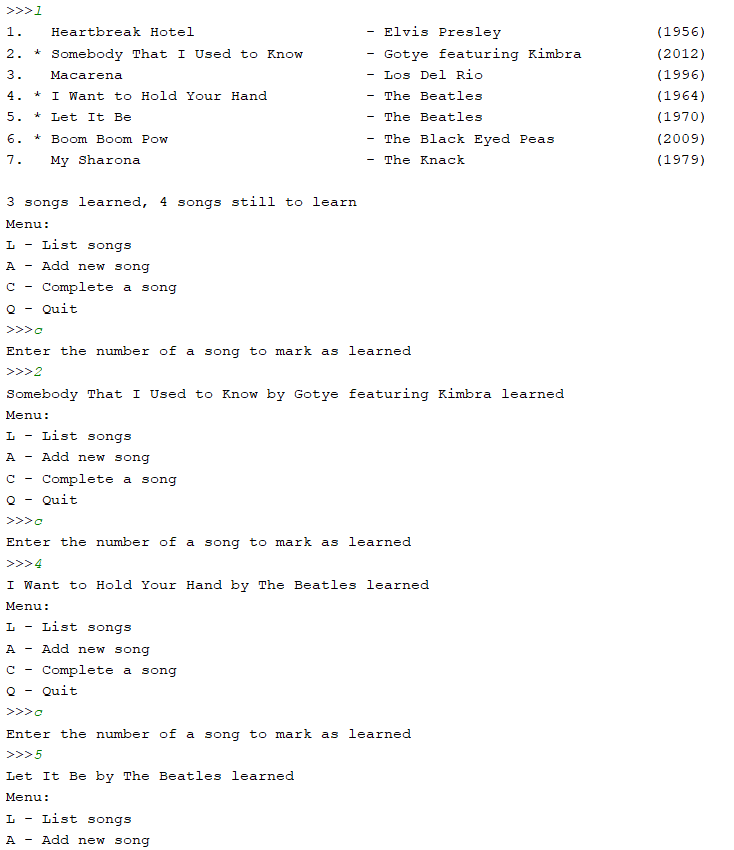 >>>l
1.   Heartbreak Hotel                   - Elvis Presley                 (1956)
2. * Somebody That I Used to Know       - Gotye featuring Kimbra        (2012)
3.   Macarena                           - Los Del Rio                   (1996)
4. * I Want to Hold Your Hand           - The Beatles                   (1964)
5. * Let It Be                          - The Beatles                   (1970)
6. * Boom Boom Pow                      - The Black Eyed Peas           (2009)
7.   My Sharona                         - The Knack                     (1979)

3 songs learned, 4 songs still to learn
Menu:
L - List songs
A - Add new song
C - Complete a song
Q - Quit
>>>c
Enter the number of a song to mark as learned
>>>2
Somebody That I Used to Know by Gotye featuring Kimbra learned
Menu:
L - List songs
A - Add new song
C - Complete a song
Q - Quit
>>>c
Enter the number of a song to mark as learned
>>>4
I Want to Hold Your Hand by The Beatles learned
Menu:
L - List songs
A - Add new song
C - Complete a song
Q - Quit
>>>c
Enter the number of a song to mark as learned
>>>5
Let It Be by The Beatles learned
Menu:
L - List songs
A - Add new song